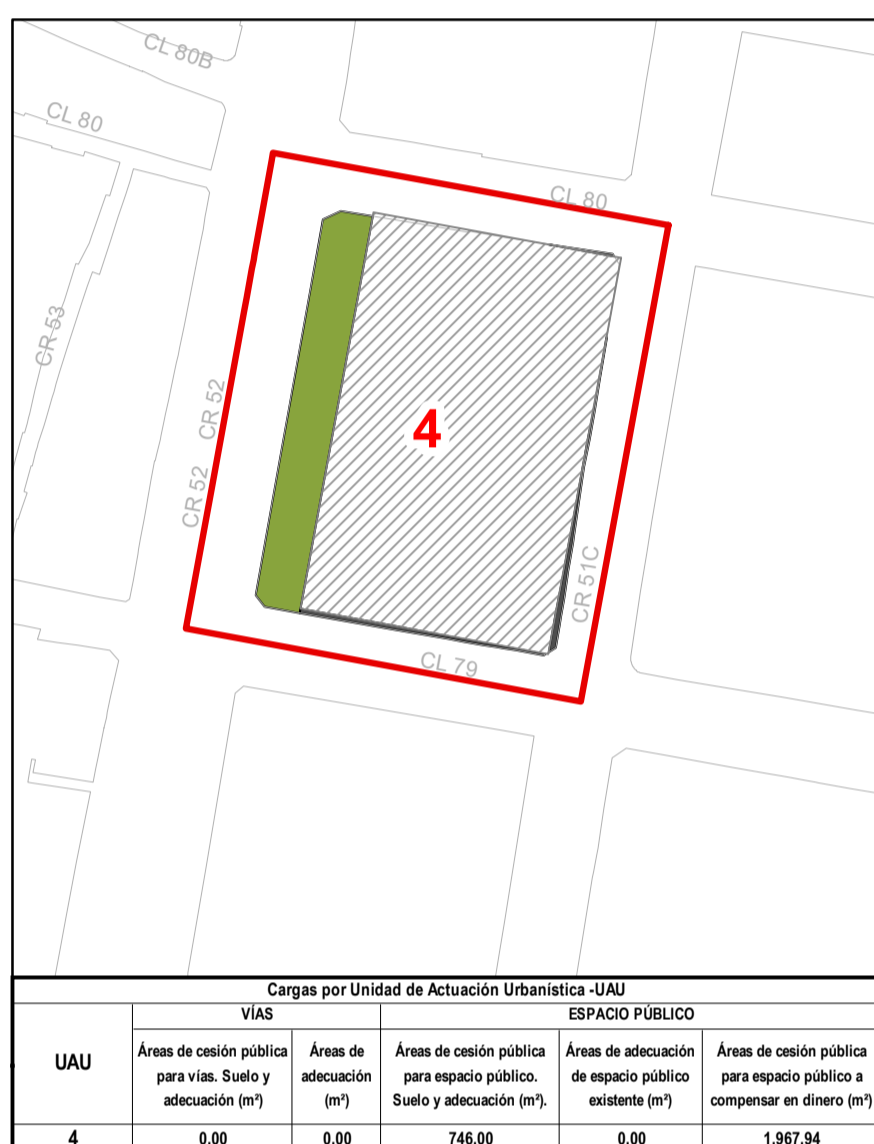 CL 80B
CL 80
CL 80
CR 53
CR 52
4
CR 52
CR 51C
CL 79
Cargas por Unidad de Actuación Urbanística -UAU
VÍAS
ESPACIO PÚBLICO
UAU
Áreas de cesión pública
para vías. Suelo y
adecuación (m²)
Áreas de
adecuación
(m²)
Áreas de cesión pública
para espacio público.
Suelo y adecuación (m²).
Áreas de adecuación
de espacio público
existente (m²)
Áreas de cesión pública
para espacio público a
compensar en dinero (m²)
4
0.00
0.00
746.00
0.00
1,967.94